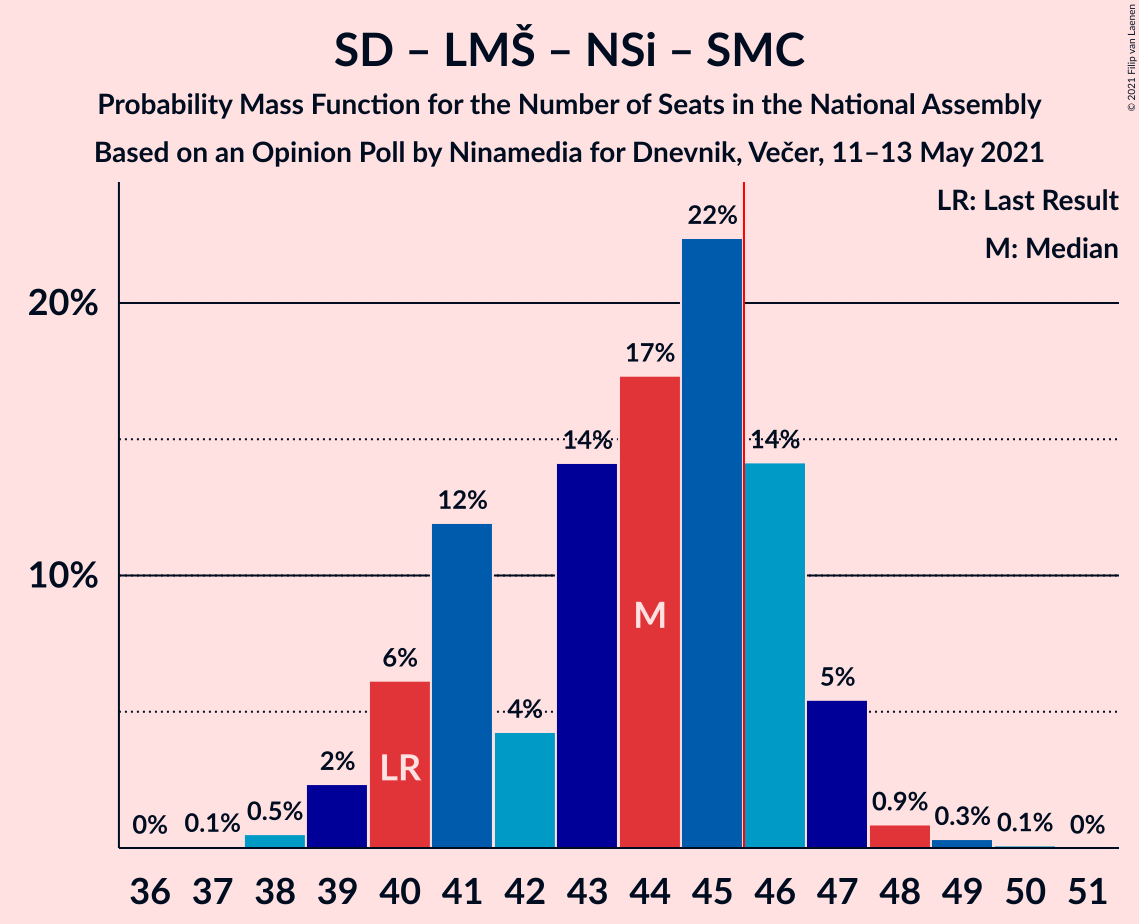 SD – LMŠ – NSi – SMC
Probability Mass Function for the Number of Seats in the National Assembly
Based on an Opinion Poll by Ninamedia for Dnevnik, Večer, 11–13 May 2021
© 2021 Filip van Laenen
LR: Last Result
M: Median
20%
10%
0% 0.1% 0.5% 2% 6% 12% 4% 14% 17% 22% 14% 5% 0.9% 0.3% 0.1% 0%
LR M
36 37 38 39 40 41 42 43 44 45 46 47 48 49 50 51